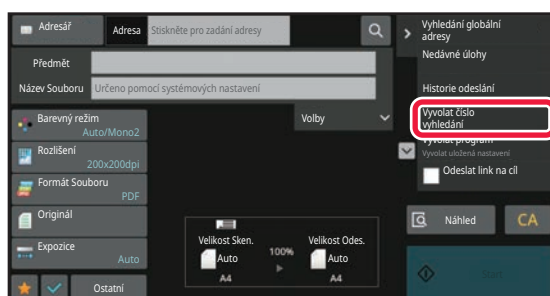 Adresář
Adresa
Stiskněte pro zadání adresy
Předmět
Název Souboru
Určeno pomocí systémových nastavení
Barevný režim
Auto/Mono2
Rozlišení
200x200dpi
Formát Souboru
PDF
Originál
Expozice
Auto
Ostatní
Volby
Velikost Sken.
Auto
A4
100%
Velikost Odes.
Auto
A4
Vyhledání globální
adresy
Nedávné úlohy
Historie odeslání
Vyvolat číslo
vyhledání
Vyvolat program
Vyvolat uložená nastavení
Odeslat link na cíl
Náhled
CA
Start